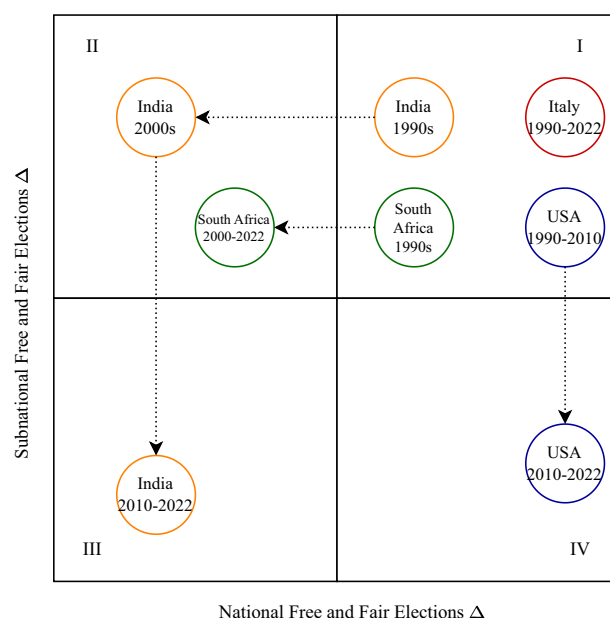 II
I
India
2000s
India
1990s
Italy
1990-2022
South Africa
2000-2022
South
Africa
1990s
USA
1990-2010
Subnational Free and Fair Elections Δ
India
2010-2022
USA
2010-2022
III
IV
National Free and Fair Elections Δ